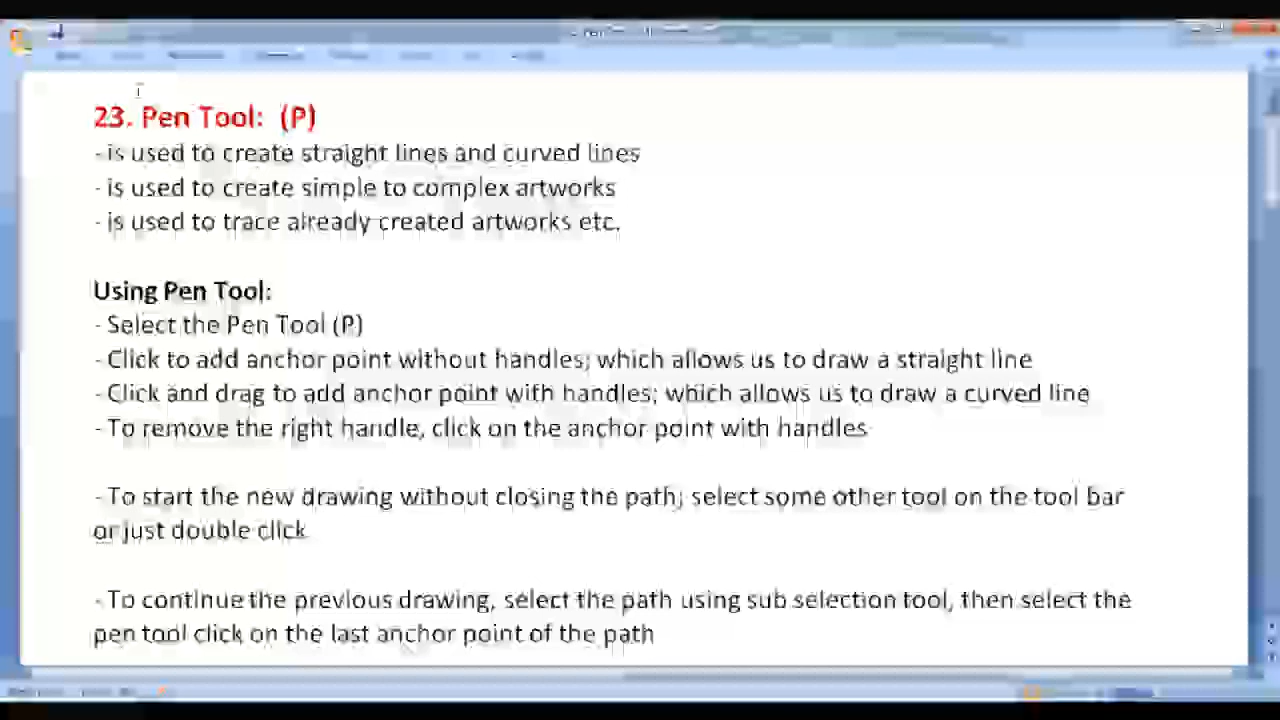 23. Pen Tool: (P)
- is used to create straight lines and curved lines
- is used to create simple to complex artworks
- is used to trace already created artworks etc.
Using Pen Tool:
- Select the Pen Tool (P)
- Click to add anchor point without handles; which allows us to draw a straight line
- Click and drag to add anchor point with handles; which allows us to draw a curved line
- To remove the right handle, click on the anchor point with handles
- To start the new drawing without closing the path; select some other tool on the tool bar
or just double click
- To continue the previous drawing, select the path using sub selection tool, then select the
pen tool click on the last anchor point of the path